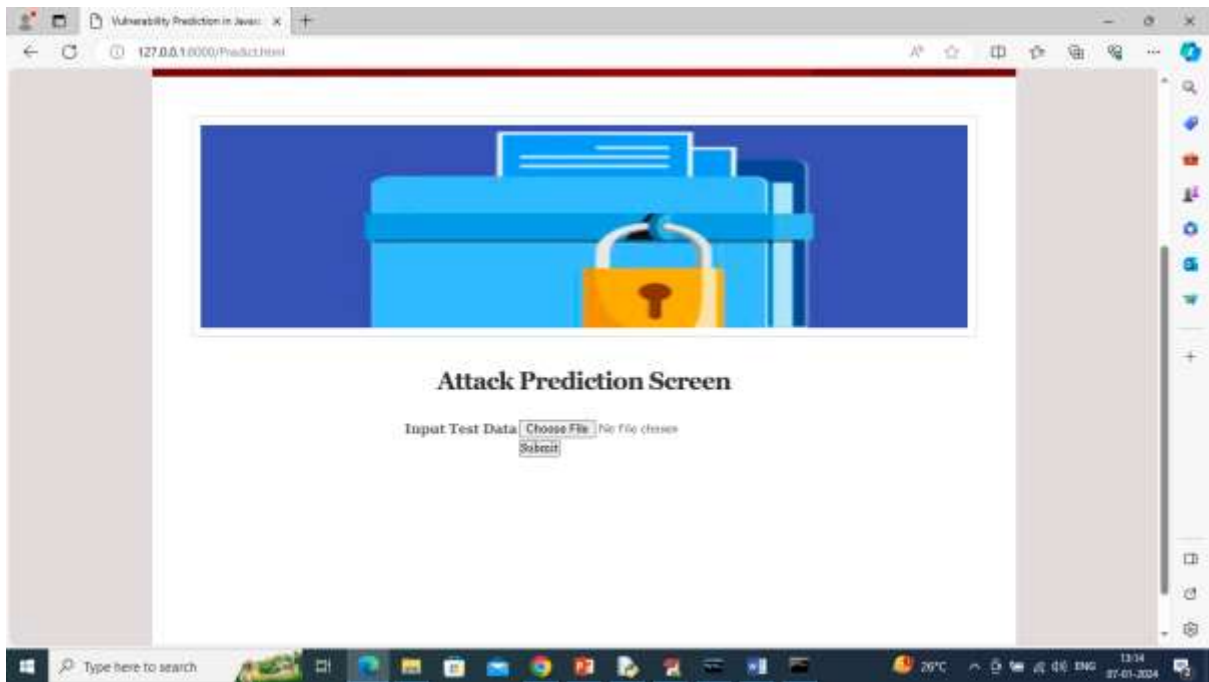 Vulnerability Prediction in Javas
127.0.0.1:8000/Predict.html
Attack Prediction Screen
Input Test Data Choose File No file chosen
Submit
Type here to search
26°C
ENG
13:14
07-01-2024